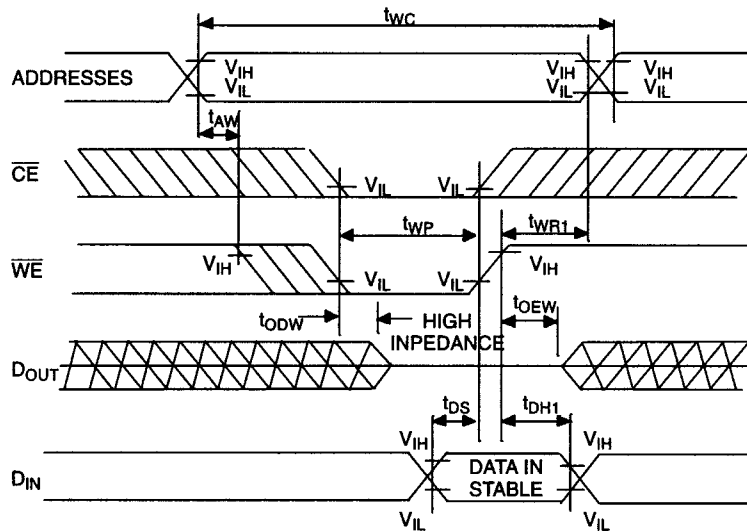 tWC
ADDRESSES
VIH
VIL
VIH
VIL
VIH
VIL
tAW
CE
VIL
VIL
tWP
tWR1
WE
VIH
VIL
VIL
VIH
tODW
HIGH
INPEDANCE
tOEW
DOUT
tDS
tDH1
VIH
VIH
DIN
DATA IN
STABLE
VIL
VIL